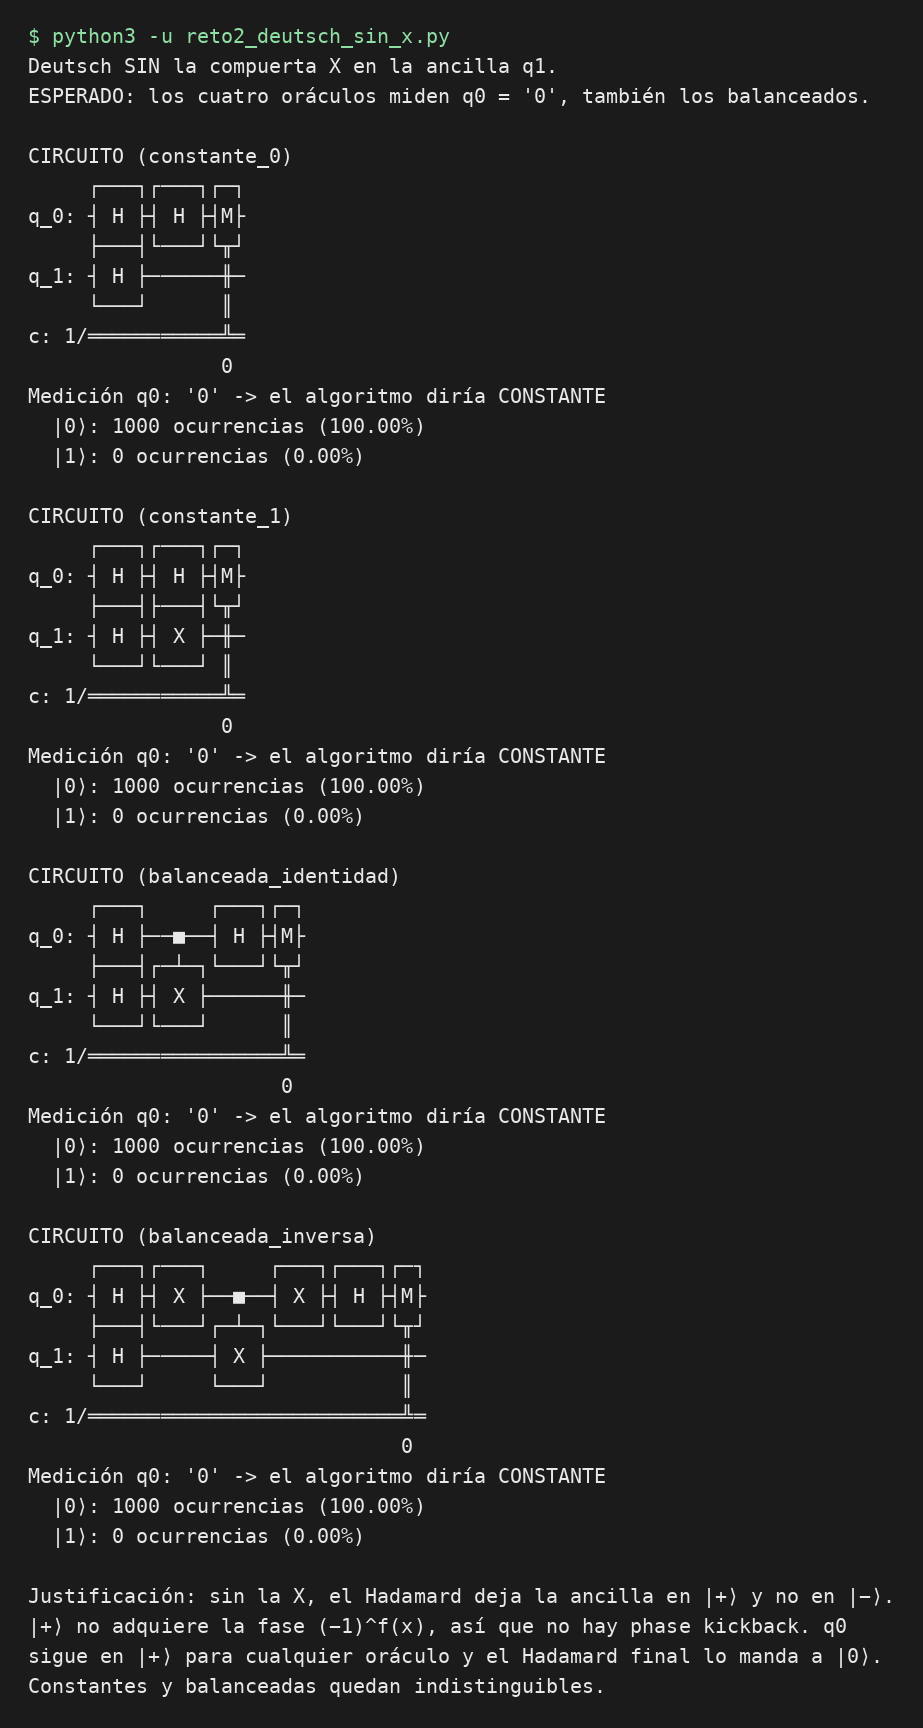 $ python3 -u reto2_deutsch_sin_x.py
Deutsch SIN la compuerta X en la ancilla q1.
ESPERADO: los cuatro oráculos miden q0 = '0', también los balanceados.

CIRCUITO (constante_0)
     ┌───┐┌───┐┌─┐
q_0: ┤ H ├┤ H ├┤M├
     ├───┤└───┘└╥┘
q_1: ┤ H ├──────╫─
     └───┘      ║
c: 1/═══════════╩═
                0
Medición q0: '0' -> el algoritmo diría CONSTANTE
  |0⟩: 1000 ocurrencias (100.00%)
  |1⟩: 0 ocurrencias (0.00%)

CIRCUITO (constante_1)
     ┌───┐┌───┐┌─┐
q_0: ┤ H ├┤ H ├┤M├
     ├───┤├───┤└╥┘
q_1: ┤ H ├┤ X ├─╫─
     └───┘└───┘ ║
c: 1/═══════════╩═
                0
Medición q0: '0' -> el algoritmo diría CONSTANTE
  |0⟩: 1000 ocurrencias (100.00%)
  |1⟩: 0 ocurrencias (0.00%)

CIRCUITO (balanceada_identidad)
     ┌───┐     ┌───┐┌─┐
q_0: ┤ H ├──■──┤ H ├┤M├
     ├───┤┌─┴─┐└───┘└╥┘
q_1: ┤ H ├┤ X ├──────╫─
     └───┘└───┘      ║
c: 1/════════════════╩═
                     0
Medición q0: '0' -> el algoritmo diría CONSTANTE
  |0⟩: 1000 ocurrencias (100.00%)
  |1⟩: 0 ocurrencias (0.00%)

CIRCUITO (balanceada_inversa)
     ┌───┐┌───┐     ┌───┐┌───┐┌─┐
q_0: ┤ H ├┤ X ├──■──┤ X ├┤ H ├┤M├
     ├───┤└───┘┌─┴─┐└───┘└───┘└╥┘
q_1: ┤ H ├─────┤ X ├───────────╫─
     └───┘     └───┘           ║
c: 1/══════════════════════════╩═
                               0
Medición q0: '0' -> el algoritmo diría CONSTANTE
  |0⟩: 1000 ocurrencias (100.00%)
  |1⟩: 0 ocurrencias (0.00%)

Justificación: sin la X, el Hadamard deja la ancilla en |+⟩ y no en |−⟩.
|+⟩ no adquiere la fase (−1)^f(x), así que no hay phase kickback. q0
sigue en |+⟩ para cualquier oráculo y el Hadamard final lo manda a |0⟩.
Constantes y balanceadas quedan indistinguibles.